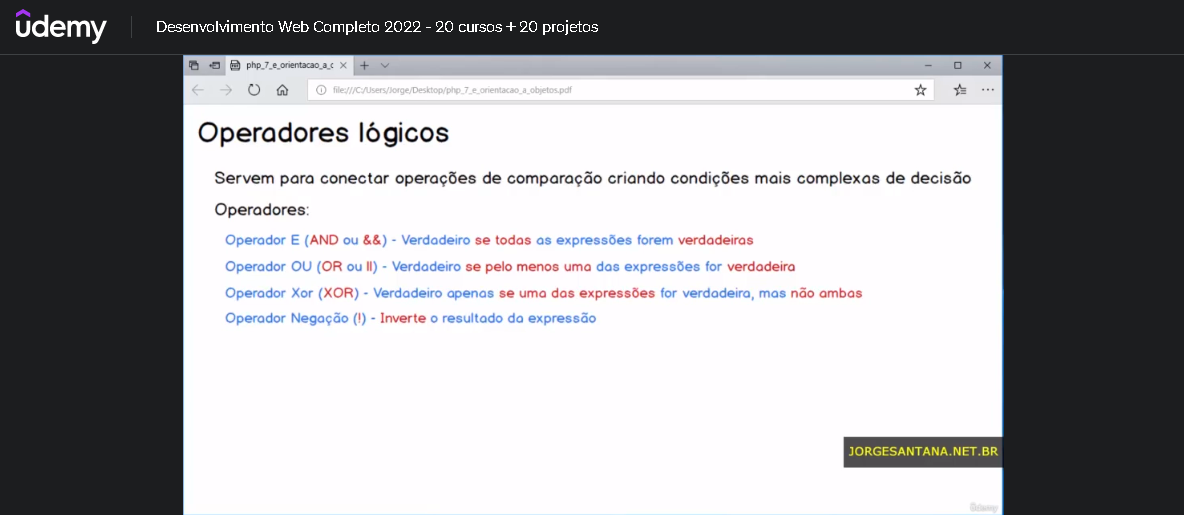 ûdemy
Desenvolvimento Web Completo 2022 - 20 cursos + 20 projetos
php_7_e_orientacao_a_c
file:///C:/Users/Jorge/Desktop/php_7_e_orientacao_a_objetos.pdf
Operadores lógicos
Servem para conectar operações de comparação criando condições mais complexas de decisão
Operadores:
Operador E (AND ou &&) - Verdadeiro se todas as expressões forem verdadeiras
Operador OU (OR ou ||) - Verdadeiro se pelo menos uma das expressões for verdadeira
Operador Xor (XOR) - Verdadeiro apenas se uma das expressões for verdadeira, mas não ambas
Operador Negação (!) - Inverte o resultado da expressão
JORGESANTANA.NET.BR
ûdemy